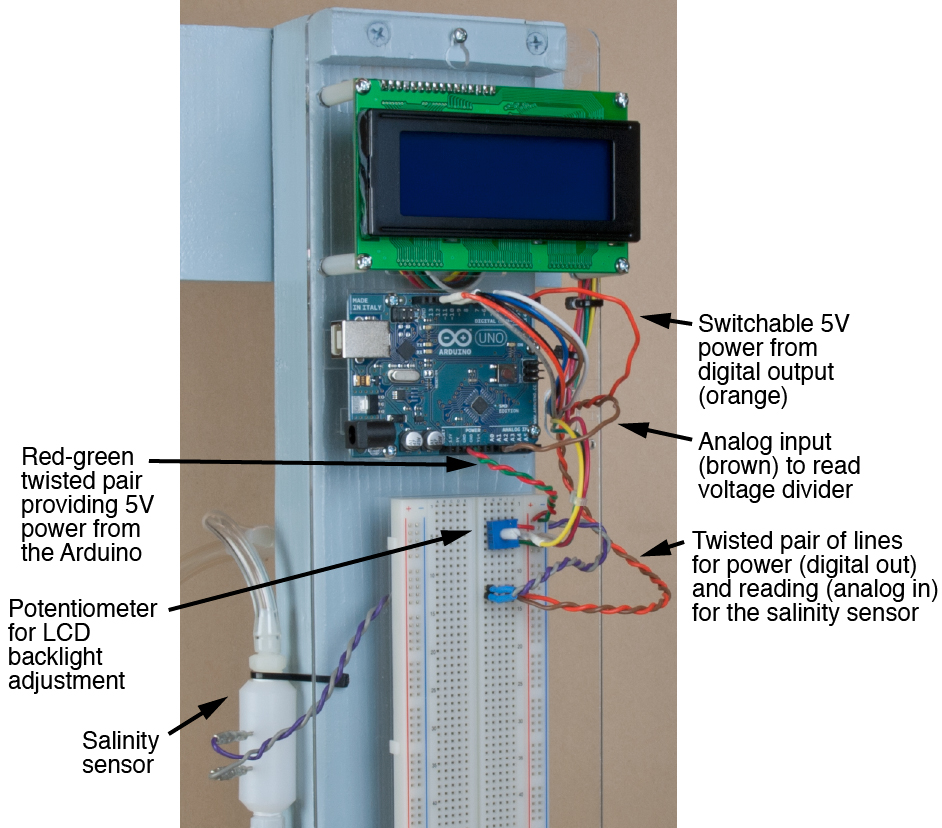 MADE
IN ITALY
UNO
ARDUINO
POWER
ANALOG IN
Switchable 5V
power from
digital output
(orange)
Analog input
(brown) to read
voltage divider
Red-green
twisted pair
providing 5V
power from
the Arduino
Twisted pair of lines
for power (digital out)
and reading (analog in)
for the salinity sensor
Potentiometer
for LCD
backlight
adjustment
Salinity
sensor